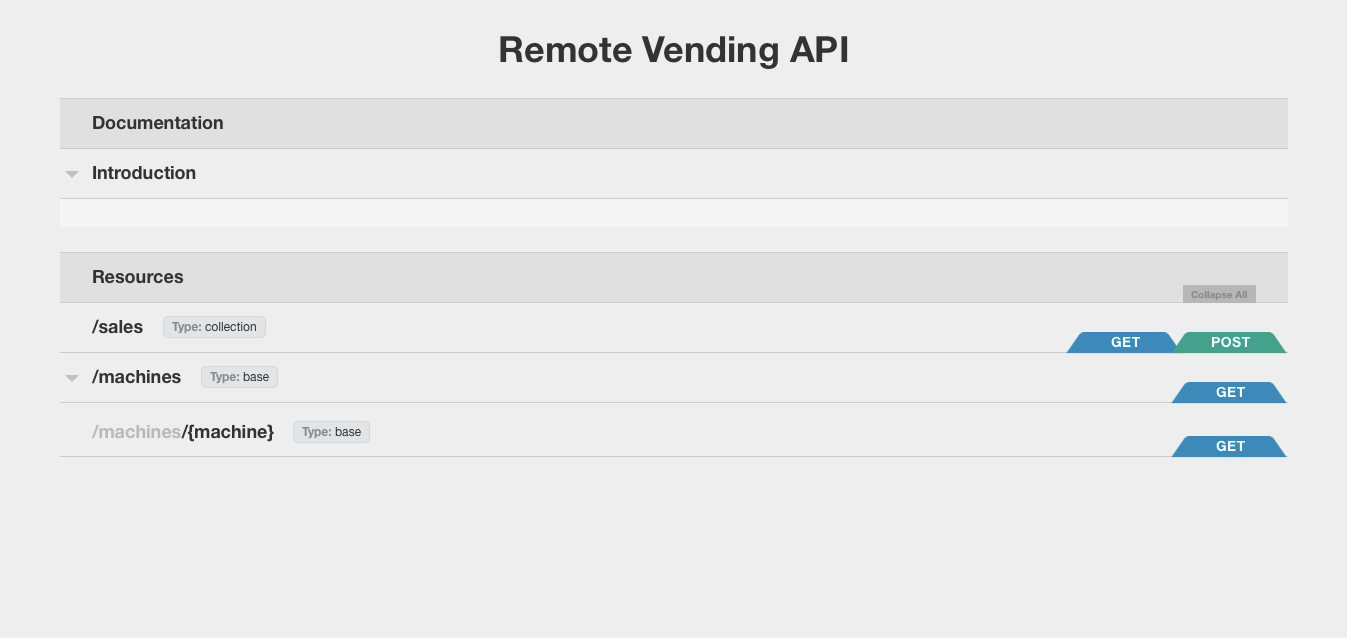 Remote Vending API
Documentation
Introduction
Resources
Collapse All
/sales Type: collection GET POST
/machines Type: base GET
/machines/{machine} Type: base GET